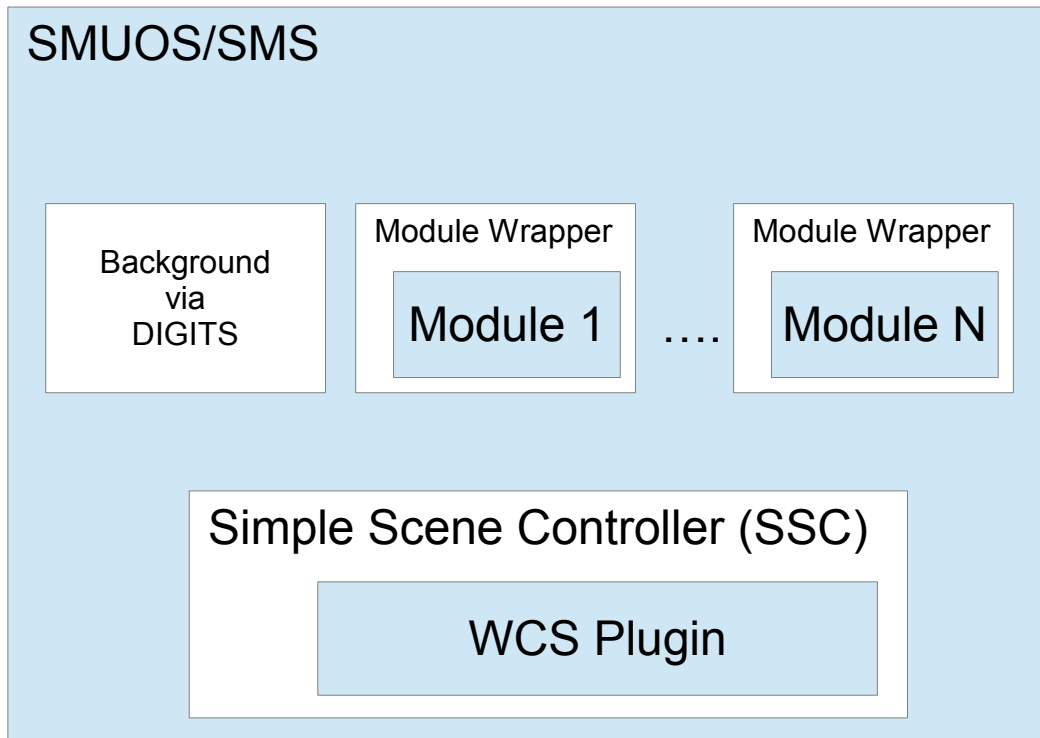 SMUOS/SMS
Background
via
DIGITS
Module Wrapper
Module 1
....
Module Wrapper
Module N
Simple Scene Controller (SSC)
WCS Plugin